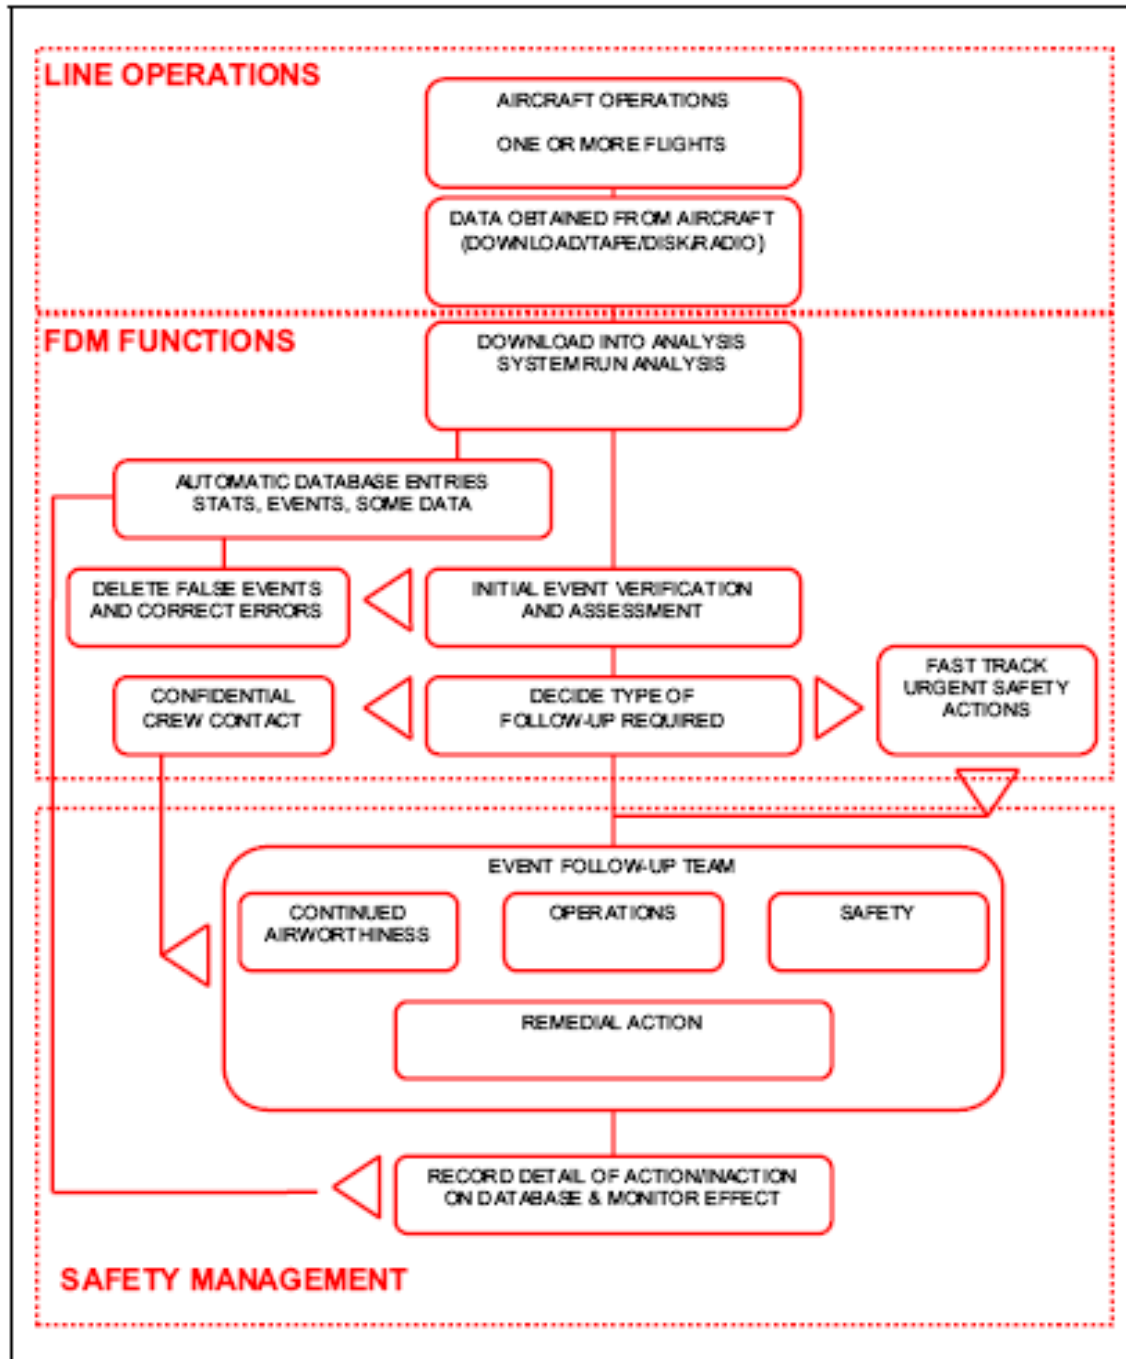 LINE OPERATIONS
AIRCRAFT OPERATIONS
ONE OR MORE FLIGHTS
DATA OBTAINED FROM AIRCRAFT
(DOWNLOAD/TAPE/DISK/RADIO)
FDM FUNCTIONS
DOWNLOAD INTO ANALYSIS
SYSTEM RUN ANALYSIS
AUTOMATIC DATABASE ENTRIES
STATS, EVENTS, SOME DATA
DELETE FALSE EVENTS
AND CORRECT ERRORS
INITIAL EVENT VERIFICATION
AND ASSESSMENT
CONFIDENTIAL
CREW CONTACT
DECIDE TYPE OF
FOLLOW-UP REQUIRED
FAST TRACK
URGENT SAFETY
ACTIONS
EVENT FOLLOW-UP TEAM
CONTINUED
AIRWORTHINESS
OPERATIONS
SAFETY
REMEDIAL ACTION
RECORD DETAIL OF ACTION/INACTION
ON DATABASE & MONITOR EFFECT
SAFETY MANAGEMENT